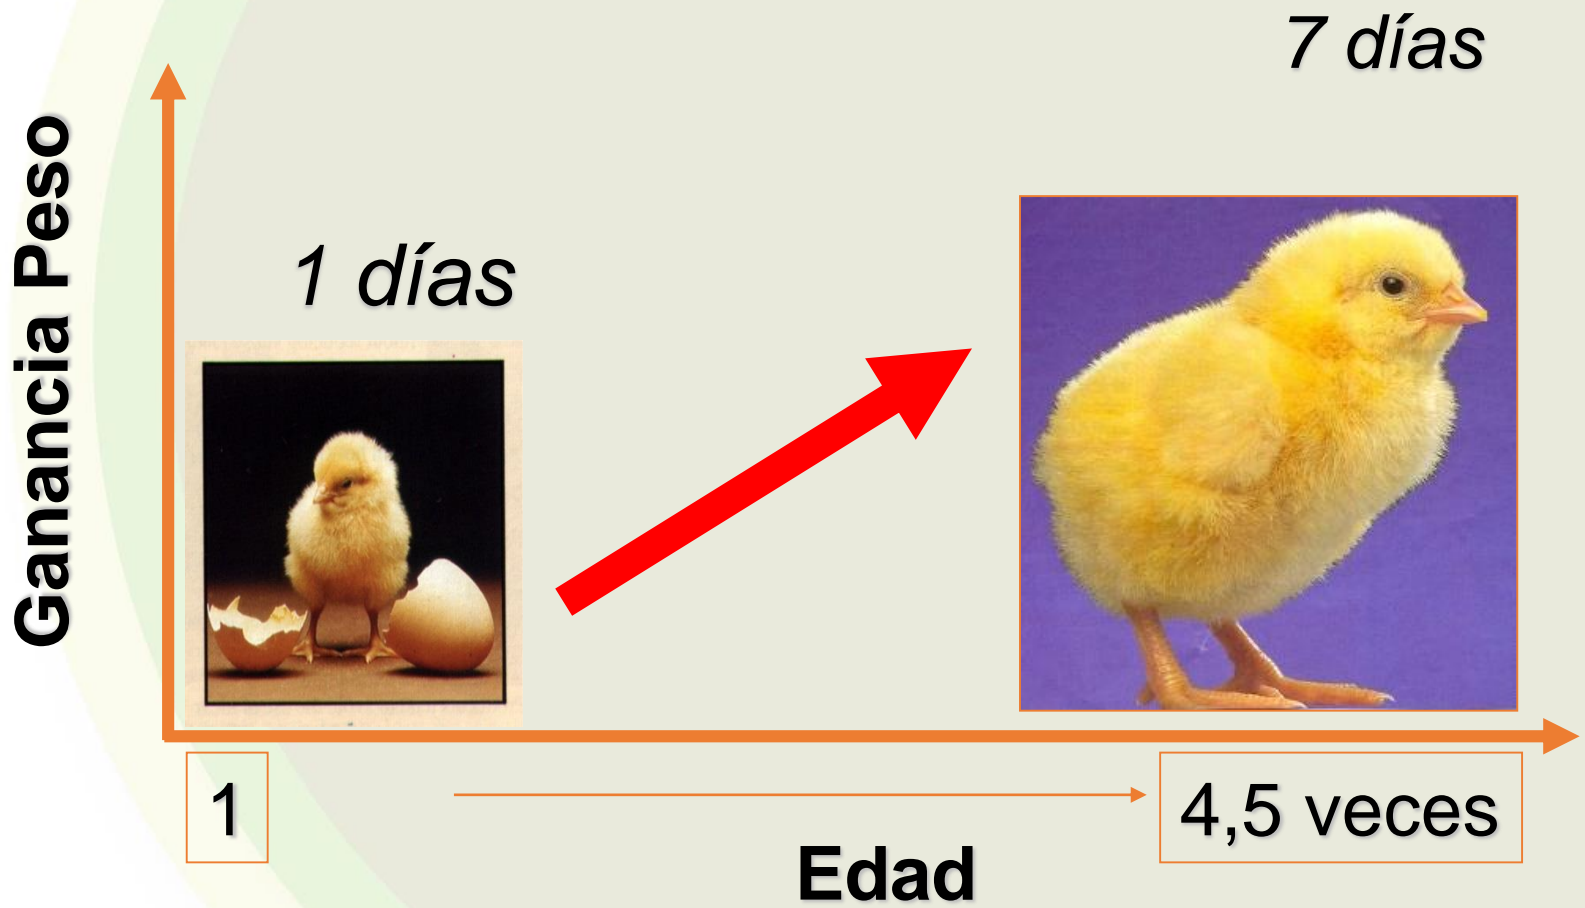 7 días
Ganancia Peso
1 días
1
4,5 veces
Edad